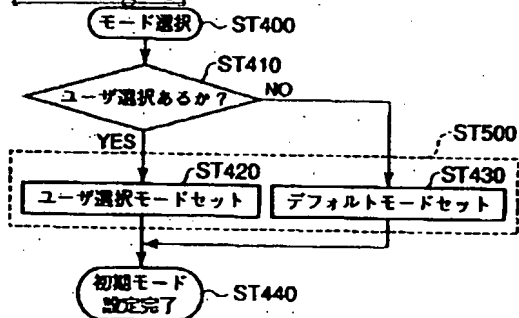 モード選択
ST400
ST410
ユーザ選択あるか?
NO
YES
ST500
ST420
ST430
ユーザ選択モードセット
デフォルトモードセット
初期モード
設定完了
ST440